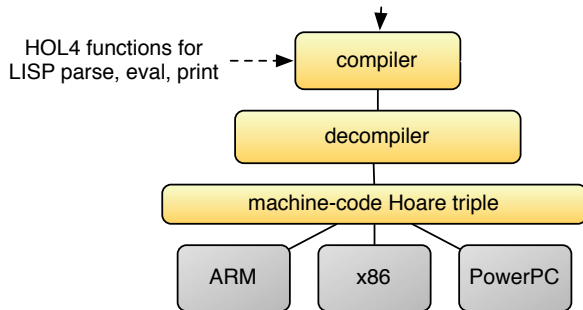 HOL4 functions for
LISP parse, eval, print
compiler
decompiler
machine-code Hoare triple
ARM
x86
PowerPC